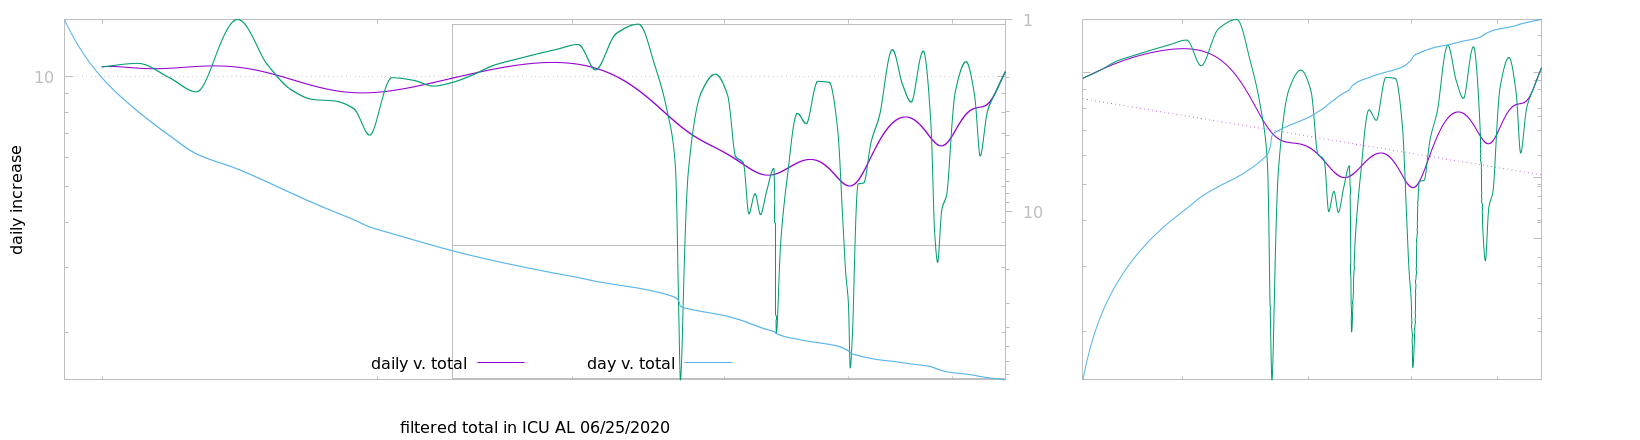 1
10
daily increase
10
daily v. total
day v. total
filtered total in ICU AL 06/25/2020